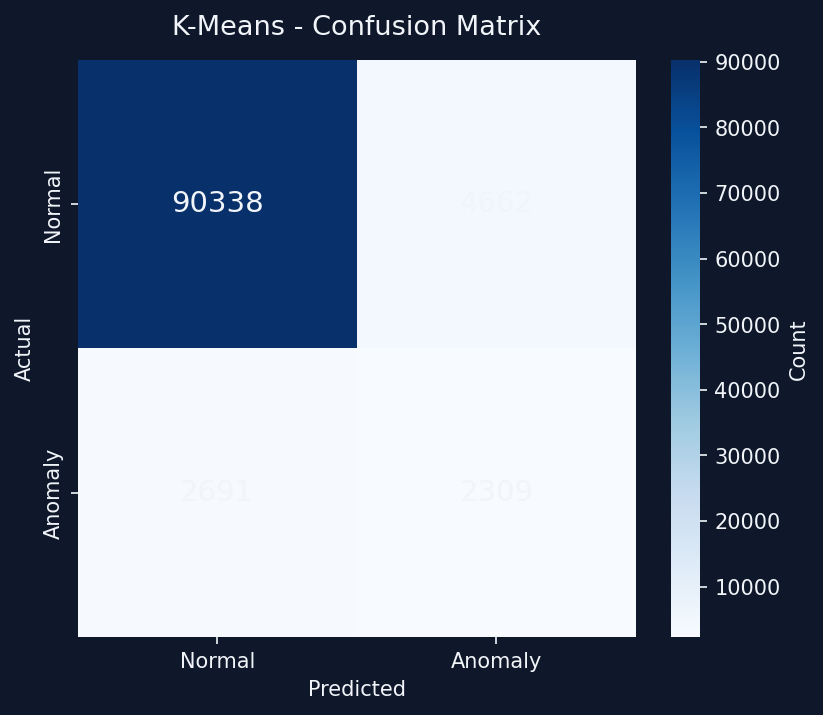 K-Means - Confusion Matrix
90000
80000
70000
60000
50000
40000
30000
20000
10000
Count
Actual
Normal
Anomaly
90338
4662
2691
2309
Normal
Anomaly
Predicted